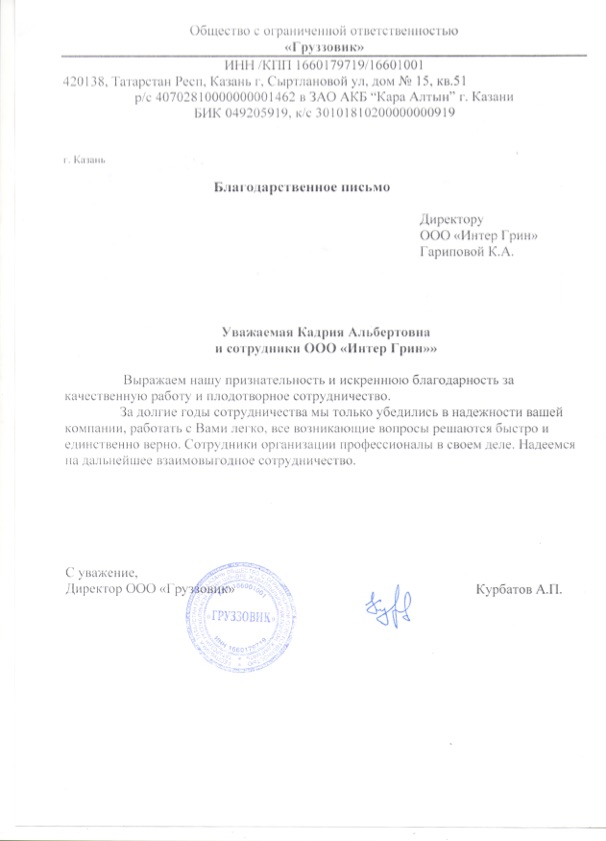 Общество с ограниченной ответственностью
«Груззовик»
ИНН /КПП 1660179719/16601001
420138, Татарстан Респ, Казань г, Сыртлановой ул, дом № 15, кв.51
р/с 40702810000000001462 в ЗАО АКБ “Кара Алтын” г. Казани
БИК 049205919, к/с 30101810200000000919
г. Казань
Благодарственное письмо
Директору
ООО «Интер Грин»
Гариповой К.А.
Уважаемая Кадрия Альбертовна
и сотрудники ООО «Интер Грин»»
Выражаем нашу признательность и искреннюю благодарность за
качественную работу и плодотворное сотрудничество.
За долгие годы сотрудничества мы только убедились в надежности вашей
компании, работать с Вами легко, все возникающие вопросы решаются быстро и
единственно верно. Сотрудники организации профессионалы в своем деле. Надеемся
на дальнейшее взаимовыгодное сотрудничество.
С уважение,
Директор ООО «Груззовик»
Курбатов А.П.
«ГРУЗЗОВИК»
ИНН 1660179719